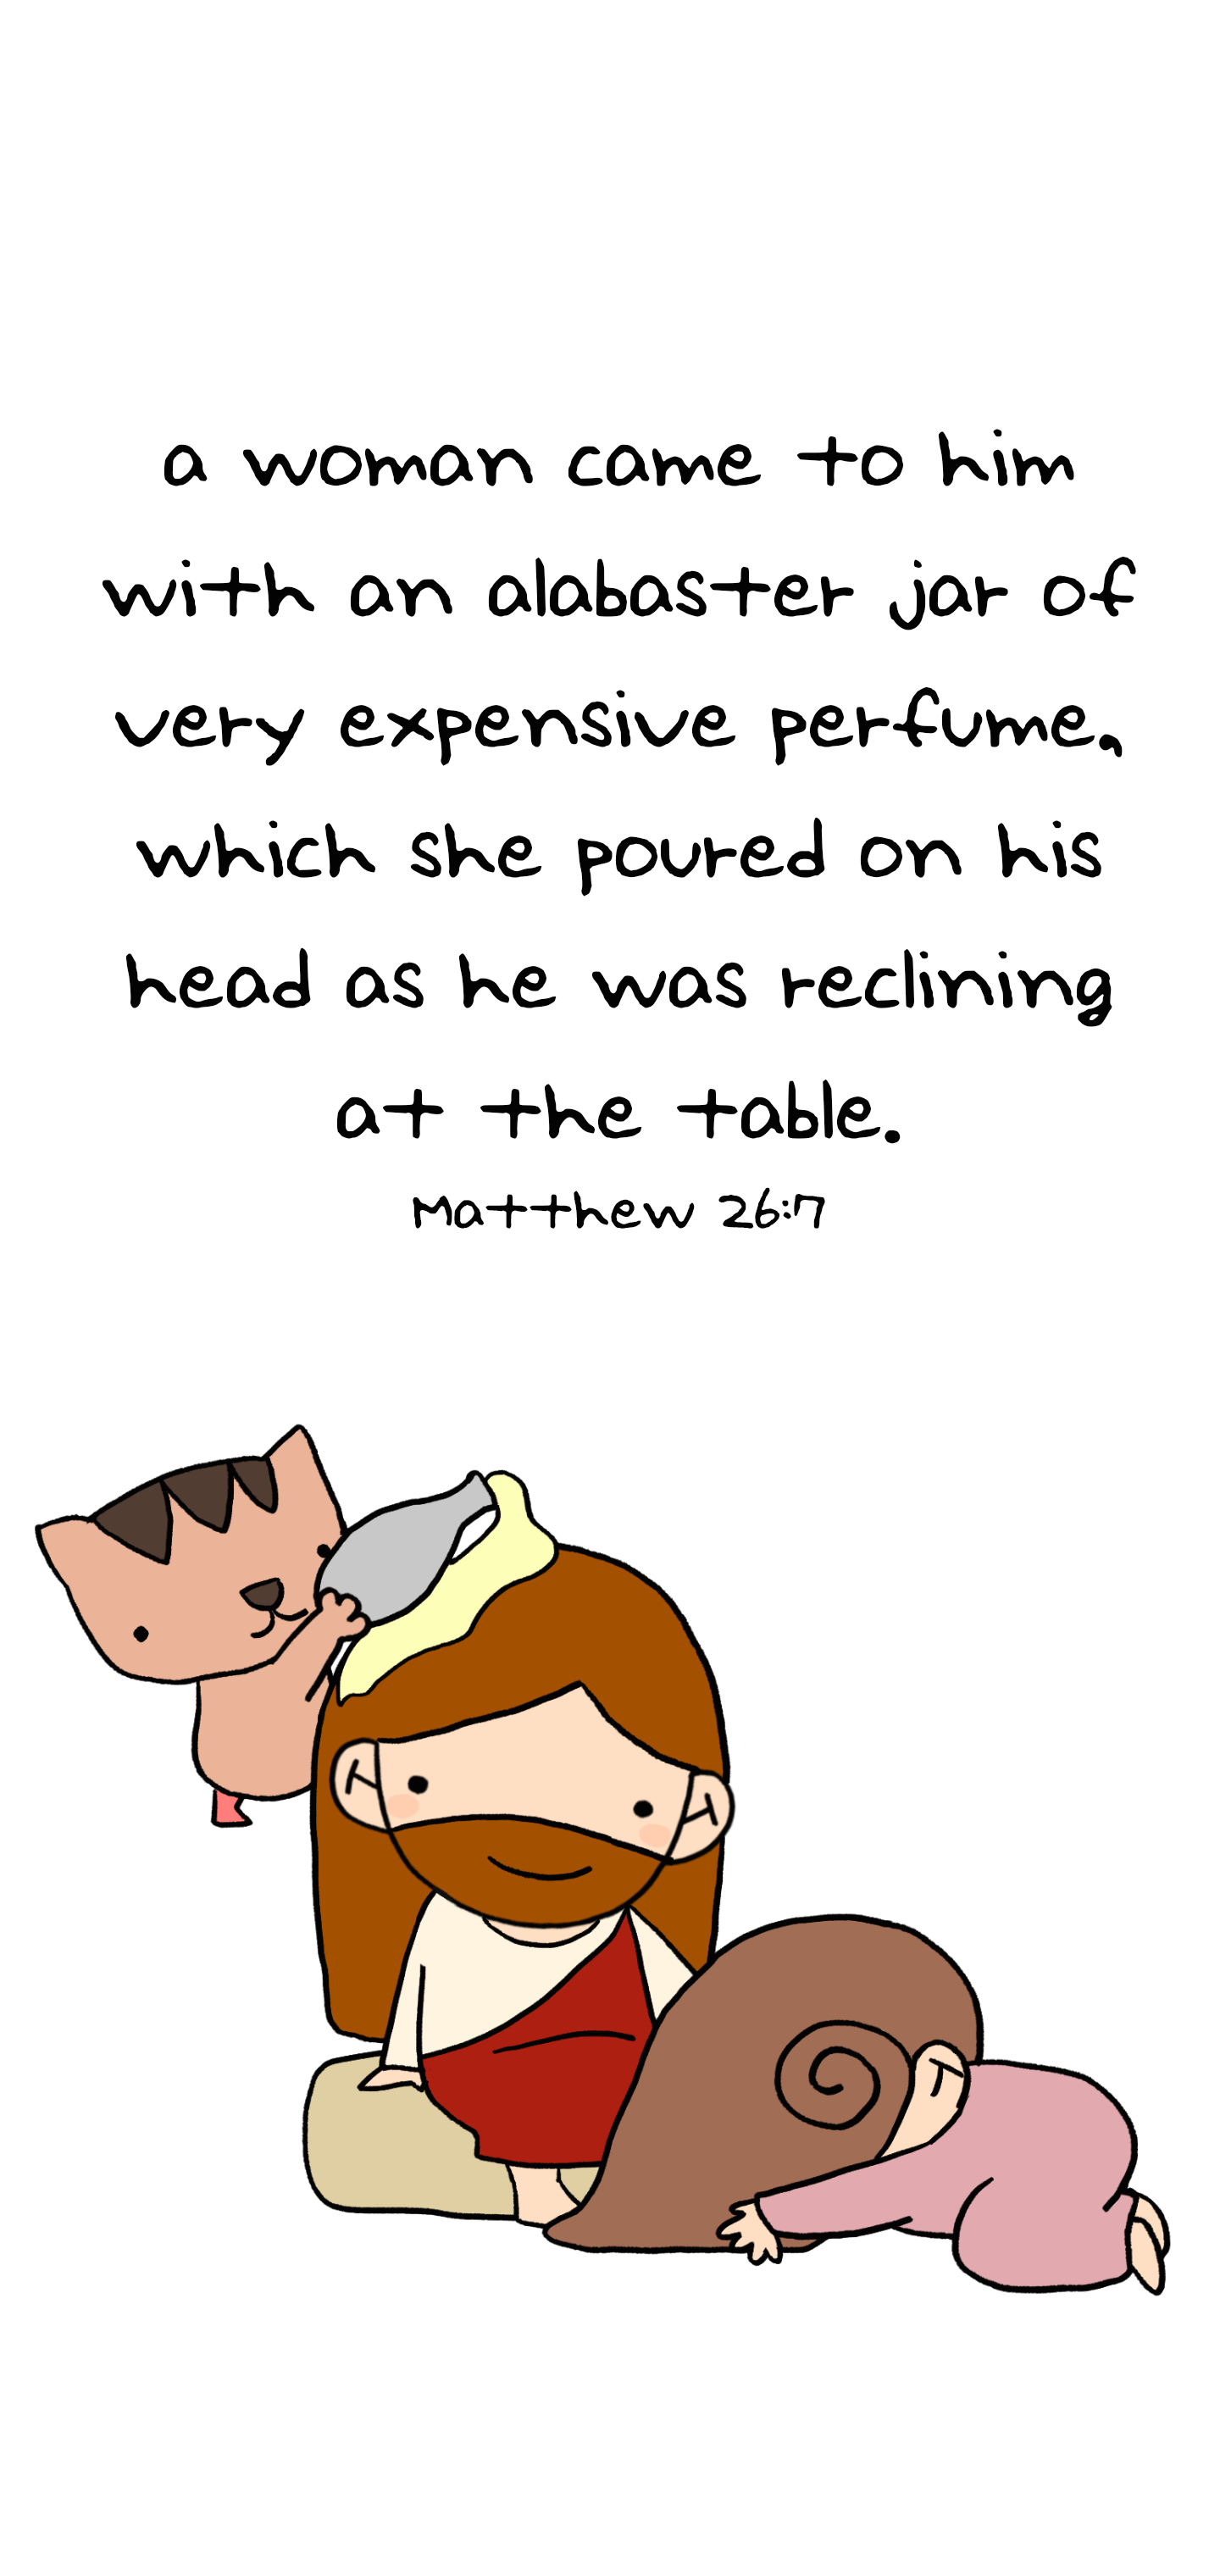 a woman came to him
with an alabaster jar of
very expensive perfume,
which she poured on his
head as he was reclining
at the table.
Matthew 26:7